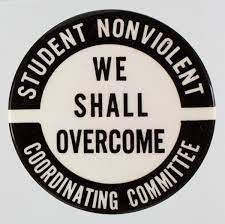 STUDENT NONVIOLENT
WE
SHALL
OVERCOME
COORDINATING COMMITTEE